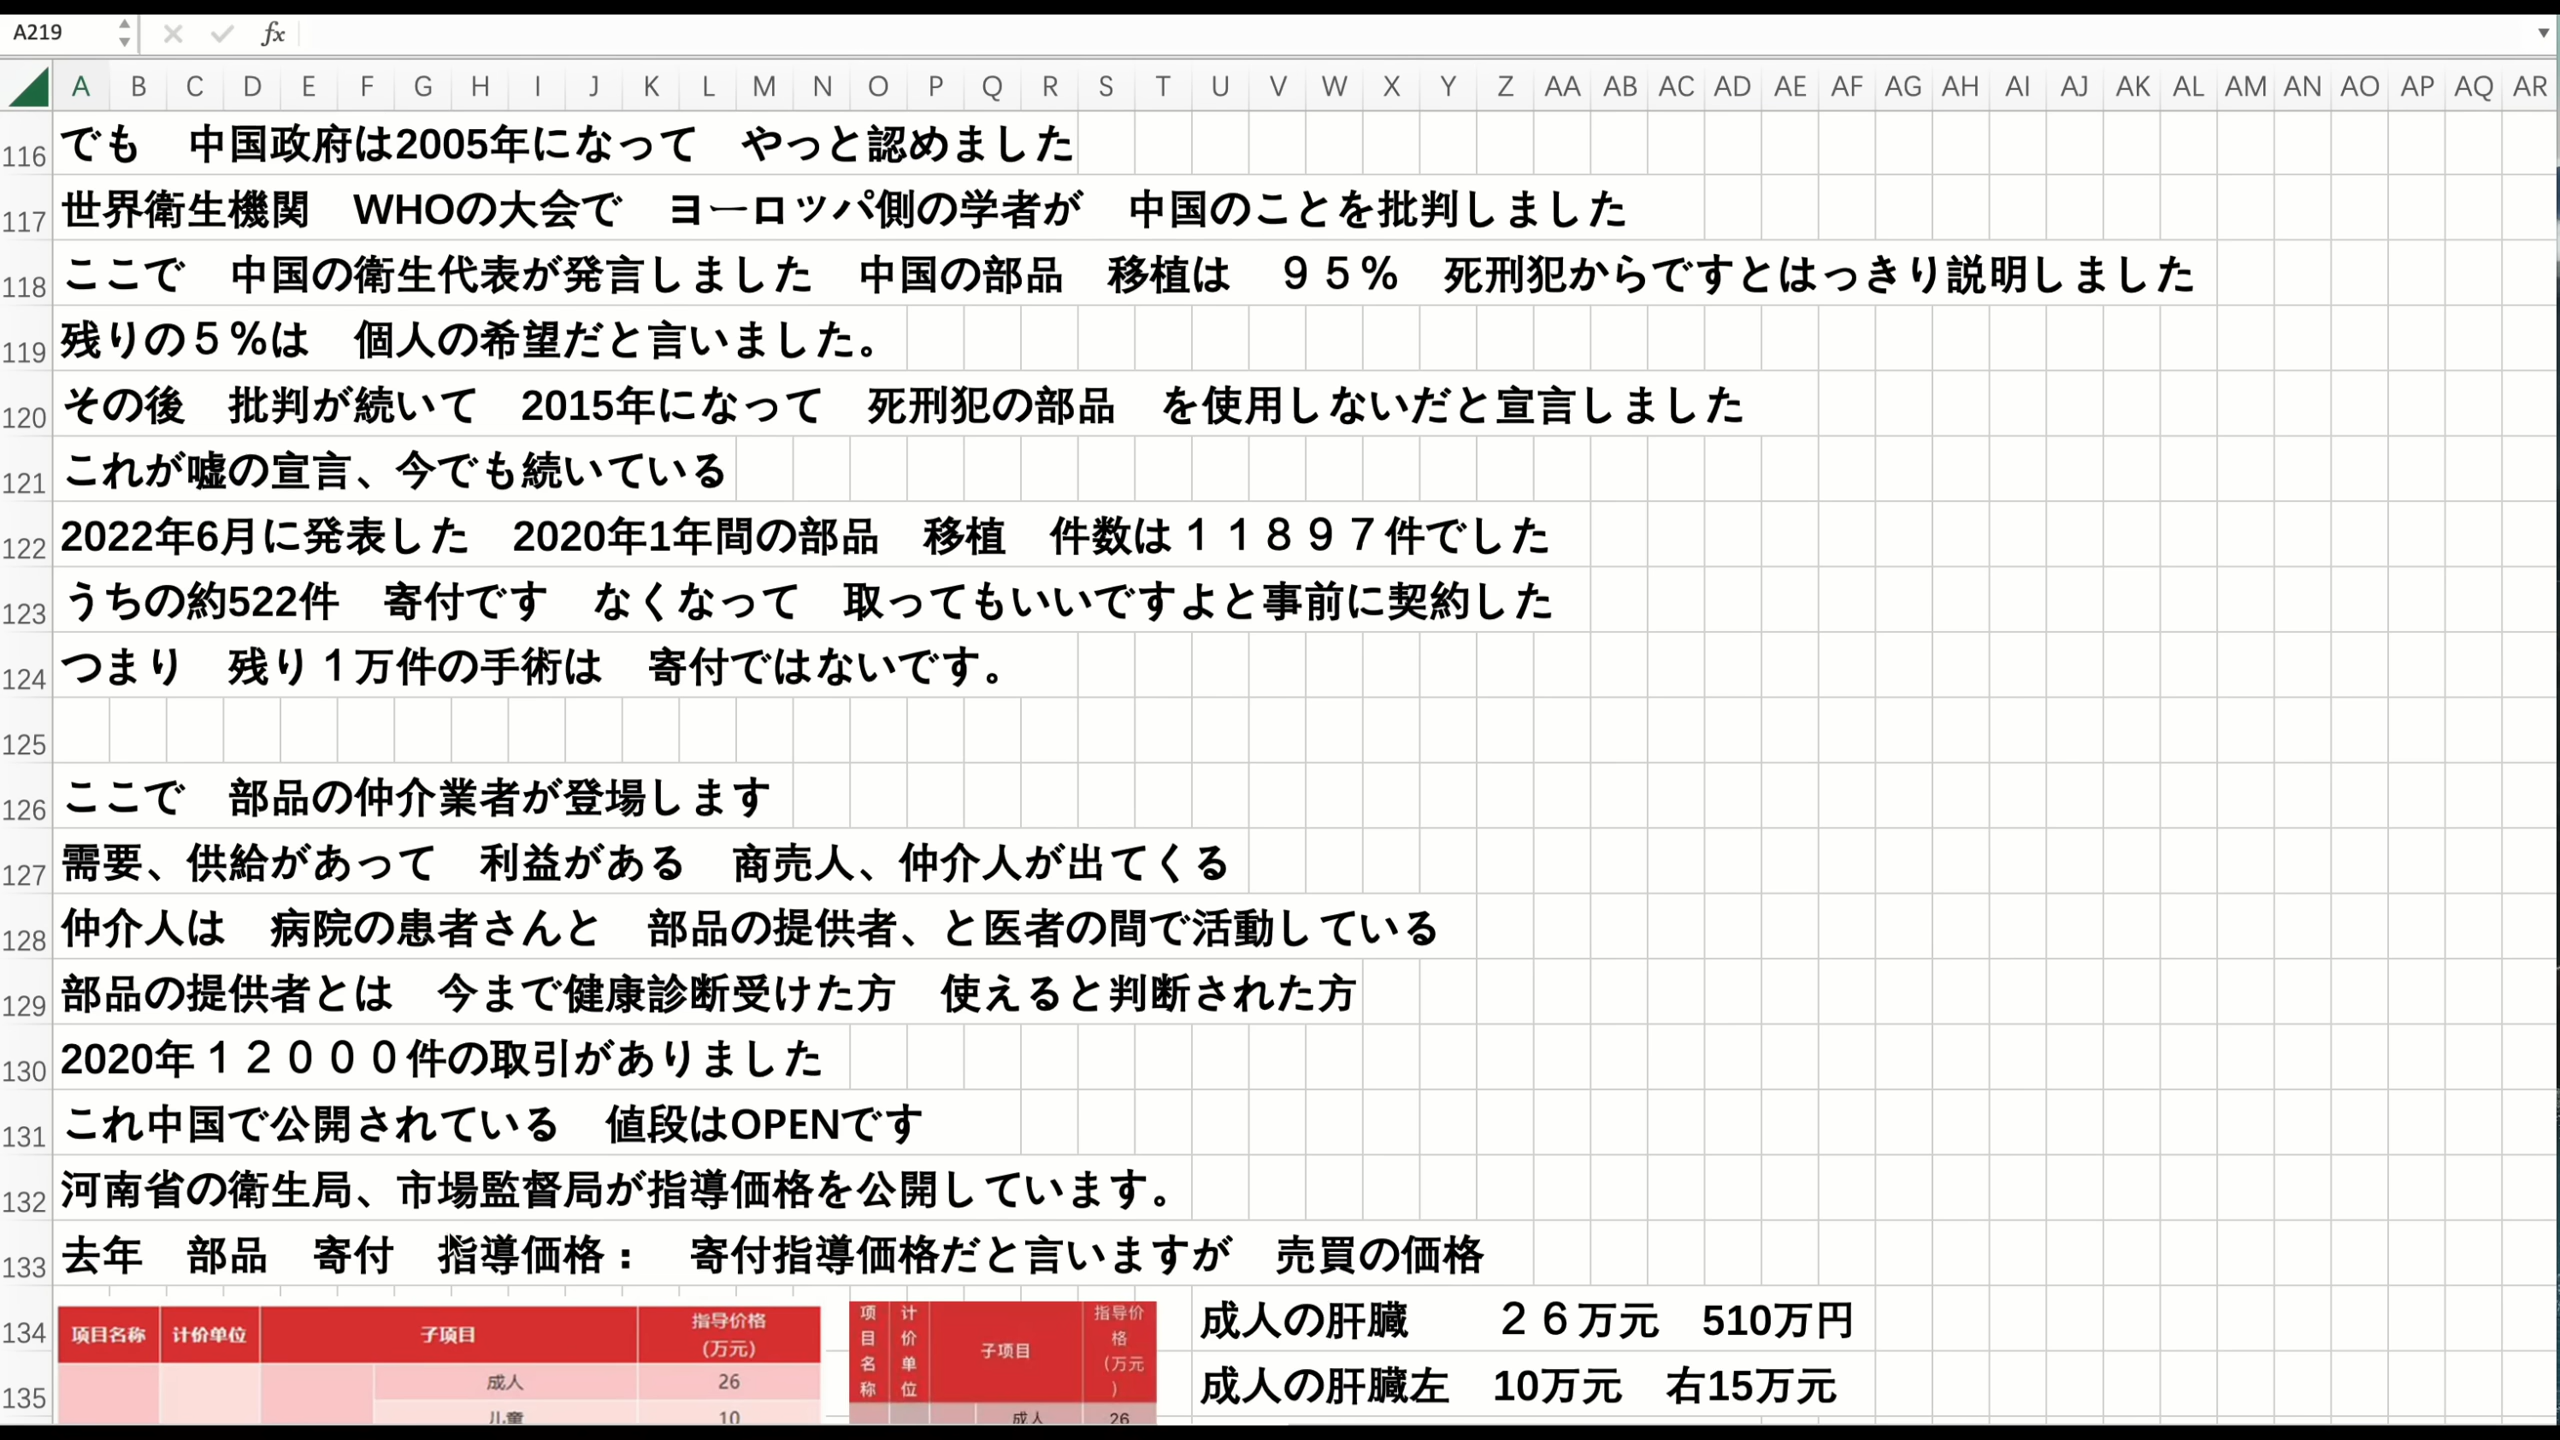 A219
fx
A B C D E F G H I J K L M N O P Q R S T U V W X Y Z AA AB AC AD AE AF AG AH AI AJ AK AL AM AN AO AP AQ AR
116 でも　中国政府は2005年になって　やっと認めました
117 世界衛生機関　WHOの大会で　ヨーロッパ側の学者が　中国のことを批判しました
118 ここで　中国の衛生代表が発言しました　中国の部品　移植は　９５%　死刑犯からですとはっきり説明しました
119 残りの５%は　個人の希望だと言いました。
120 その後　批判が続いて　2015年になって　死刑犯の部品　を使用しないだと宣言しました
121 これが嘘の宣言、今でも続いている
122 2022年6月に発表した　2020年1年間の部品　移植　件数は１１８９７件でした
123 うちの約522件　寄付です　なくなって　取ってもいいですよと事前に契約した
124 つまり　残り１万件の手術は　寄付ではないです。
125
126 ここで　部品の仲介業者が登場します
127 需要、供給があって　利益がある　商売人、仲介人が出てくる
128 仲介人は　病院の患者さんと　部品の提供者、と医者の間で活動している
129 部品の提供者とは　今まで健康診断受けた方　使えると判断された方
130 2020年１２０００件の取引がありました
131 これ中国で公開されている　値段はOPENです
132 河南省の衛生局、市場監督局が指導価格を公開しています。
133 去年　部品　寄付　指導価格：　寄付指導価格だと言いますが　売買の価格
134 成人の肝臓　　２６万元　510万円
135 成人の肝臓左　10万元　右15万元
项目名称 计价单位 子项目 指导价格
(万元)
成人 26
儿童 10
项目名称 计价单位 子项目 指导价格（万元）
成人 26